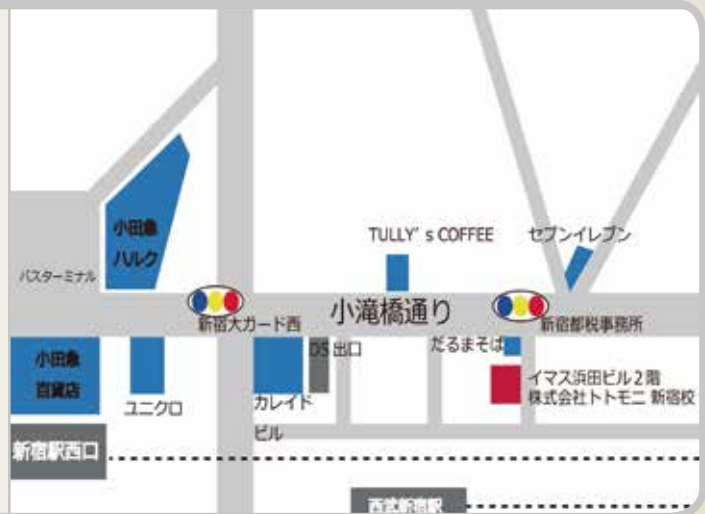 小田急
ハルク
バスターミナル
TULLY's COFFEE
セブンイレブン
新宿大ガード西
小滝橋通り
新宿都税事務所
小田急
百貨店
ユニクロ
カレイド
ビル
D5 出口
だるまそば
イマス浜田ビル2階
株式会社トトモニ 新宿校
新宿駅西口
西武新宿駅